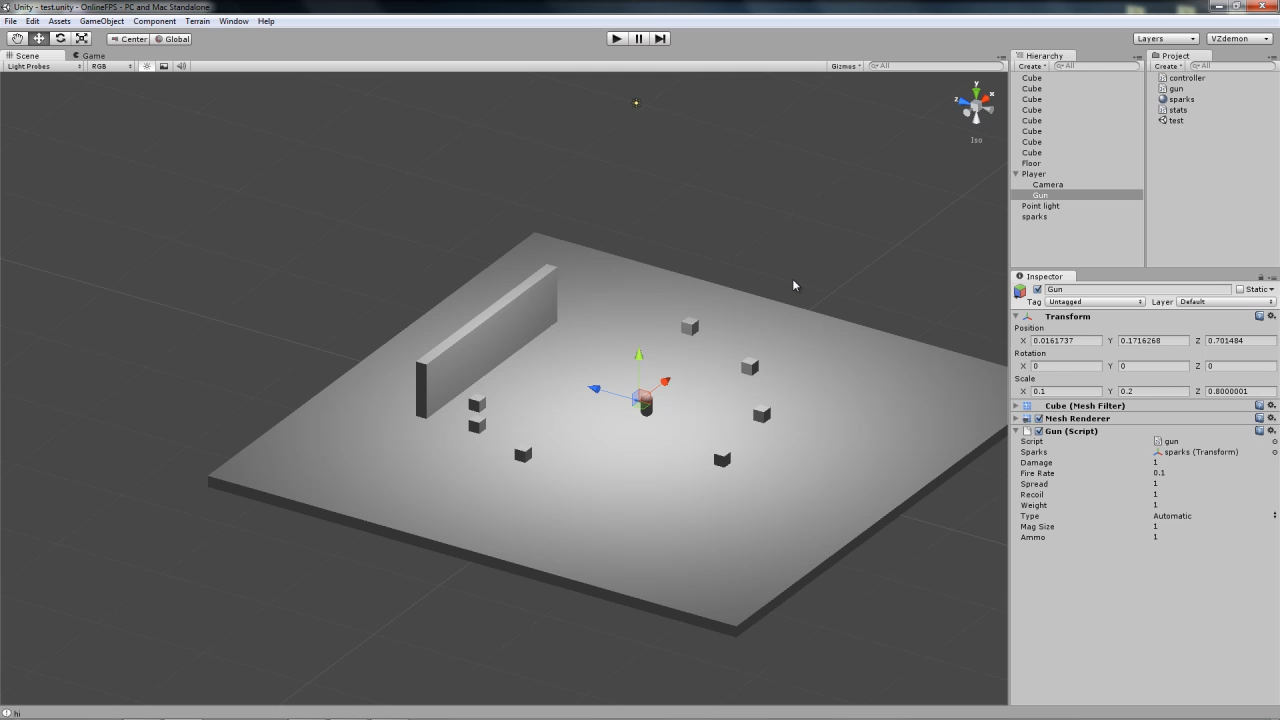 Unity - test.unity - OnlineFPS - PC and Mac Standalone
File Edit Assets GameObject Component Terrain Window Help
Center Global Layers VZdemon
Scene Game
Light Probes RGB Gizmos All
y
x
z
Iso
Hierarchy
Create All
Cube
Cube
Cube
Cube
Cube
Cube
Cube
Cube
Floor
Player
Camera
Gun
Point light
sparks
Project
Create All
controller
gun
sparks
stats
test
Inspector
Gun Static
Tag Untagged Layer Default
Transform
Position
X 0.0161737 Y 0.1716268 Z 0.701484
Rotation
X 0 Y 0 Z 0
Scale
X 0.1 Y 0.2 Z 0.8000001
Cube (Mesh Filter)
Mesh Renderer
Gun (Script)
Script gun
Sparks sparks (Transform)
Damage 1
Fire Rate 0.1
Spread 1
Recoil 1
Weight 1
Type Automatic
Mag Size 1
Ammo 1
hi